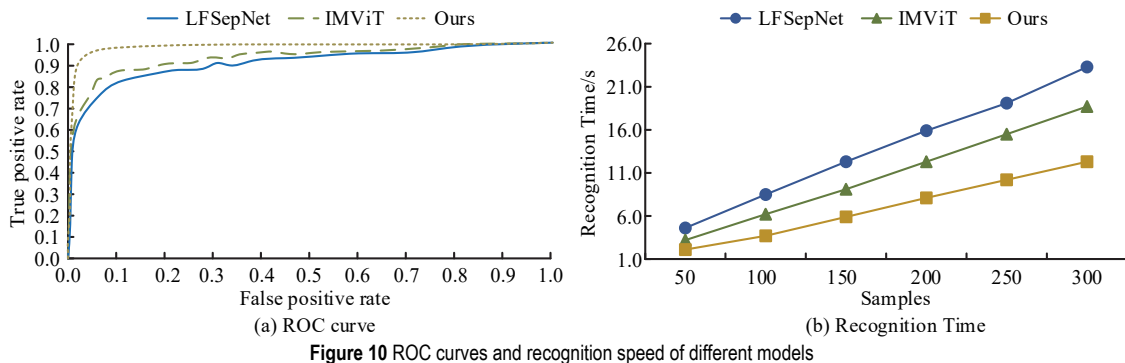 LFSepNet IMViT Ours
1.0
0.9
0.8
0.7
0.6
0.5
0.4
0.3
0.2
0.1
0.0
True positive rate
0.0 0.1 0.2 0.3 0.4 0.5 0.6 0.7 0.8 0.9 1.0
False positive rate
(a) ROC curve
LFSepNet IMViT Ours
26.0
21.0
16.0
11.0
6.0
1.0
Recognition Time/s
50 100 150 200 250 300
Samples
(b) Recognition Time
Figure 10 ROC curves and recognition speed of different models